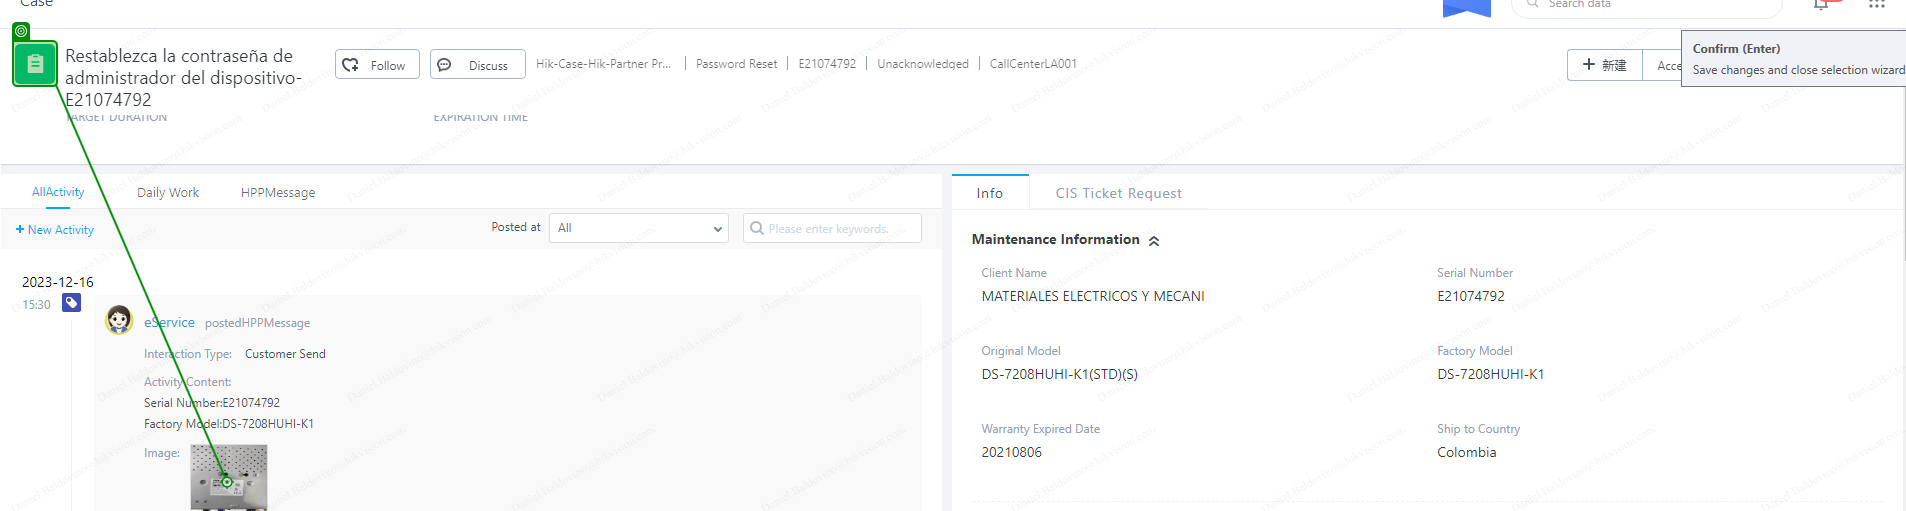 Case
Search data
Restablezca la contraseña de
administrador del dispositivo-
E21074792
Follow
Discuss
Hik-Case-Hik-Partner Pr...
Password Reset
E21074792
Unacknowledged
CallCenterLA001
+ 新建
Acce
Confirm (Enter)
Save changes and close selection wizard
TARGET DURATION
EXPIRATION TIME
AllActivity
Daily Work
HPPMessage
Info
CIS Ticket Request
+ New Activity
Posted at
All
Please enter keywords.
Maintenance Information
Client Name
MATERIALES ELECTRICOS Y MECANI
Serial Number
E21074792
2023-12-16
15:30
eService postedHPPMessage
Interaction Type: Customer Send
Activity Content:
Serial Number:E21074792
Factory Model:DS-7208HUHI-K1
Image:
Original Model
DS-7208HUHI-K1(STD)(S)
Factory Model
DS-7208HUHI-K1
Warranty Expired Date
20210806
Ship to Country
Colombia
Daniel.Baldovino@hikvision.com